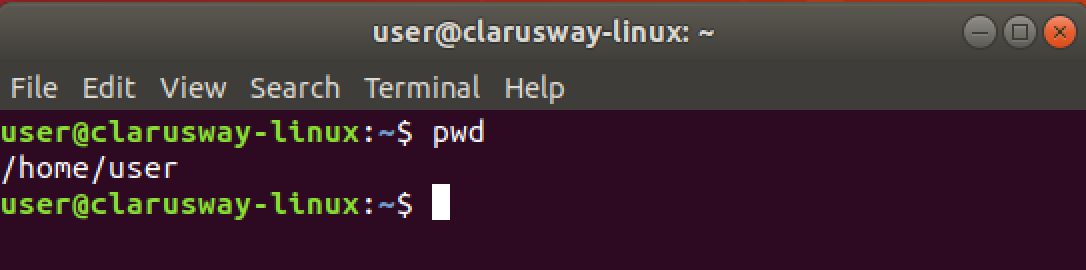 user@clarusway-linux: ~
File Edit View Search Terminal Help
user@clarusway-linux:~$ pwd
/home/user
user@clarusway-linux:~$